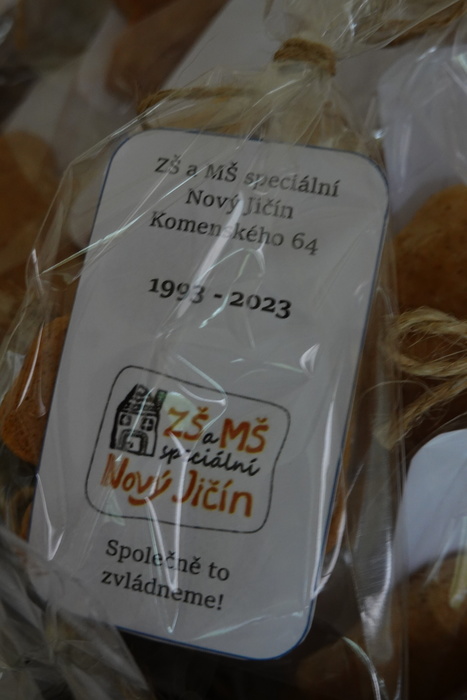 ZŠ a MŠ speciální
Nový Jičín
Komenského 64
1993 - 2023
ZŠ a MŠ
speciální
Nový Jičín
Společně to
zvládneme!